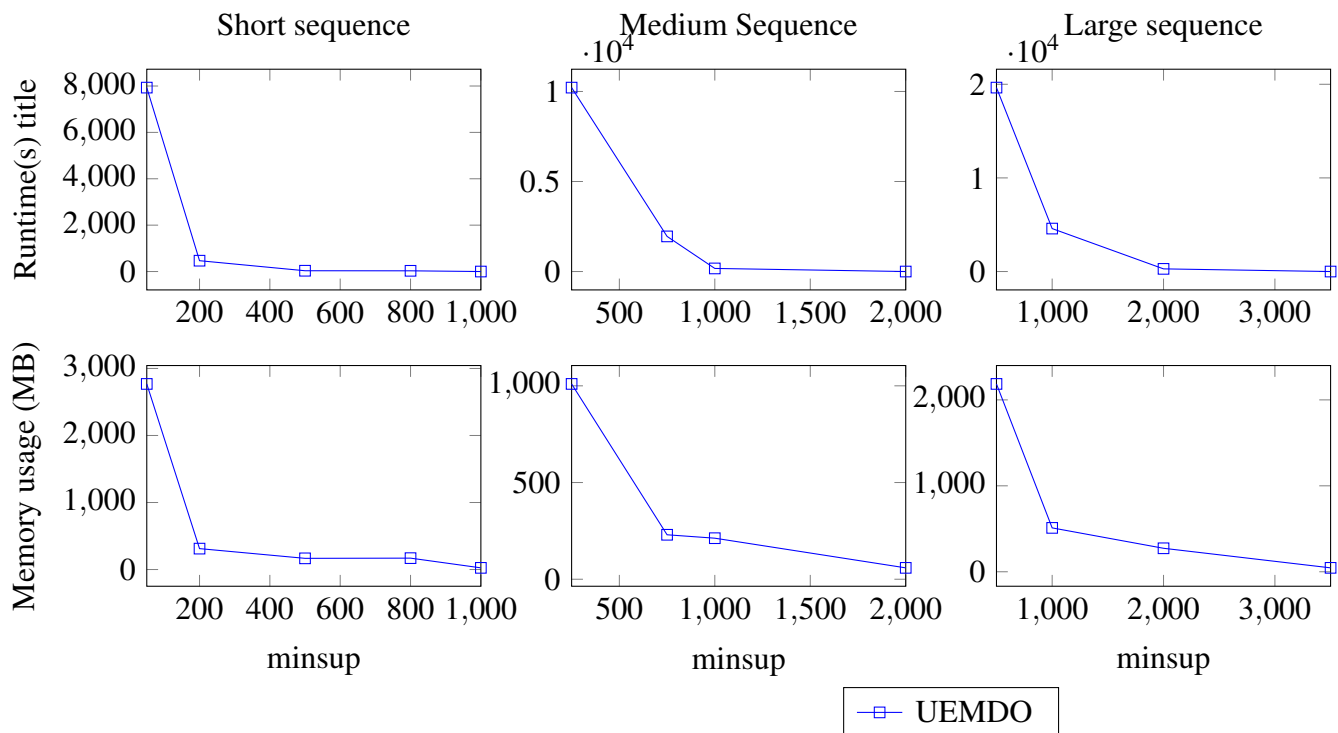 Short sequence
Medium Sequence
Large sequence
Runtime(s) title
8,000
6,000
4,000
2,000
0
200 400 600 800 1,000
·10^4
1
0.5
0
500 1,000 1,500 2,000
·10^4
2
1
0
1,000 2,000 3,000
Memory usage (MB)
3,000
2,000
1,000
0
200 400 600 800 1,000
minsup
1,000
500
0
500 1,000 1,500 2,000
minsup
2,000
1,000
0
1,000 2,000 3,000
minsup
UEMDO